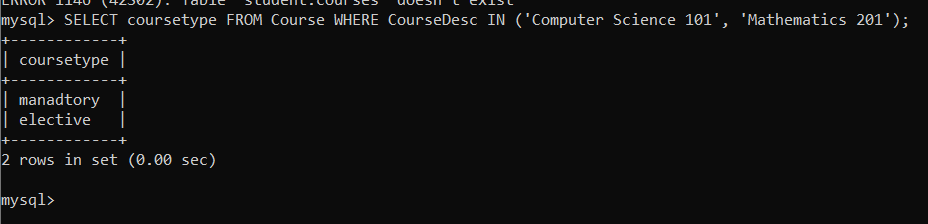 ERROR 1146 (42S02): Table 'student.courses' doesn't exist
mysql> SELECT coursetype FROM Course WHERE CourseDesc IN ('Computer Science 101', 'Mathematics 201');
+------------+
| coursetype |
+------------+
| manadtory  |
| elective   |
+------------+
2 rows in set (0.00 sec)

mysql>